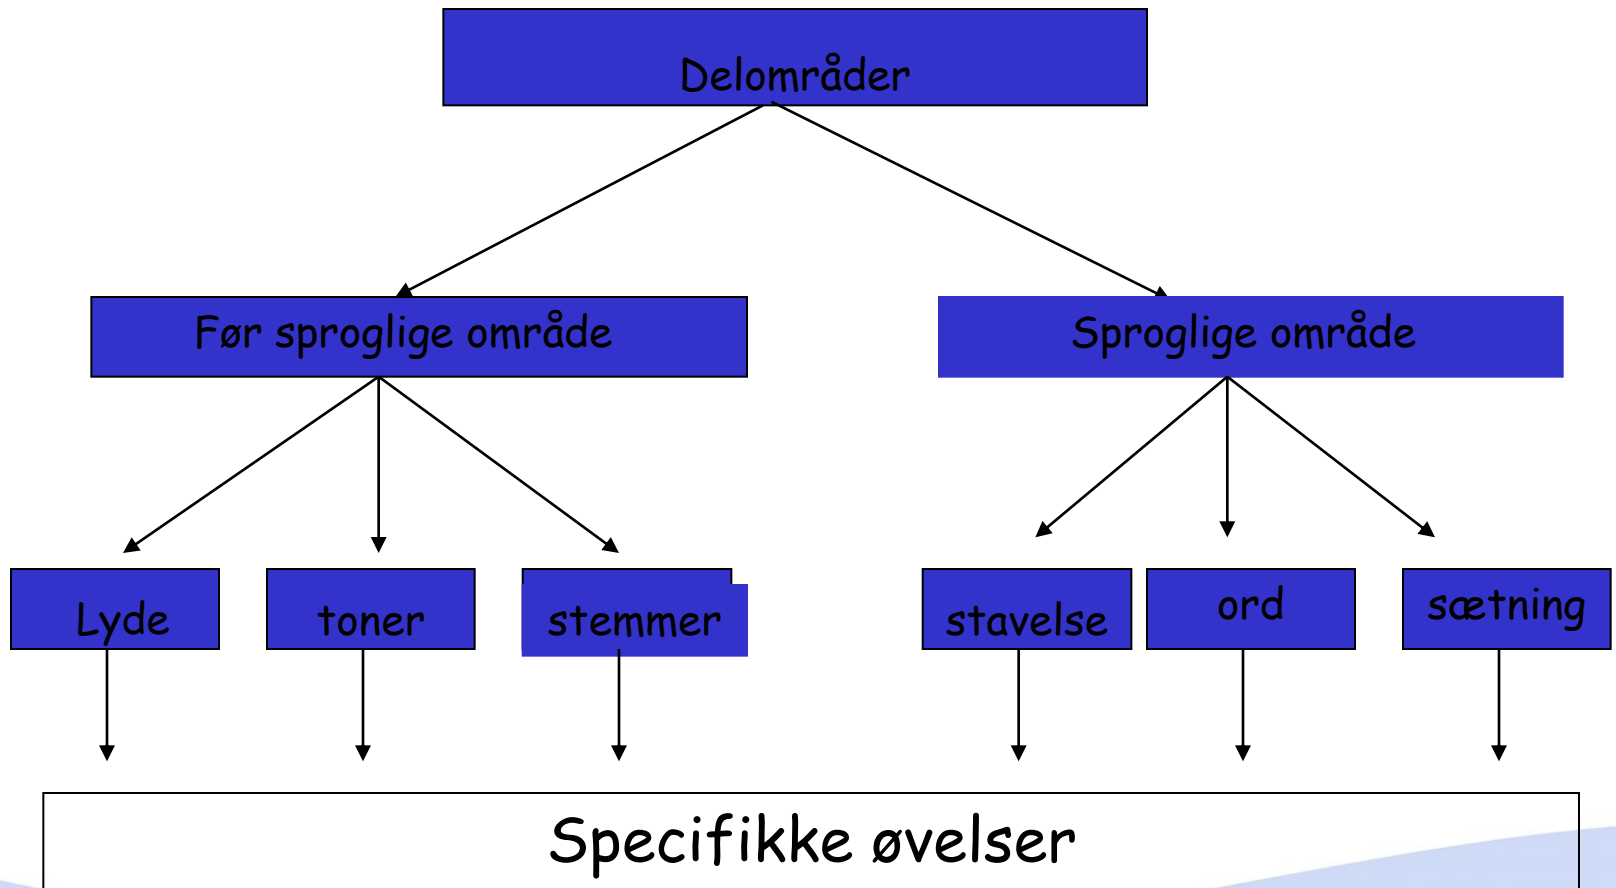 Delområder
Før sproglige område
Sproglige område
Lyde
toner
stemmer
stavelse
ord
sætning
Specifikke øvelser